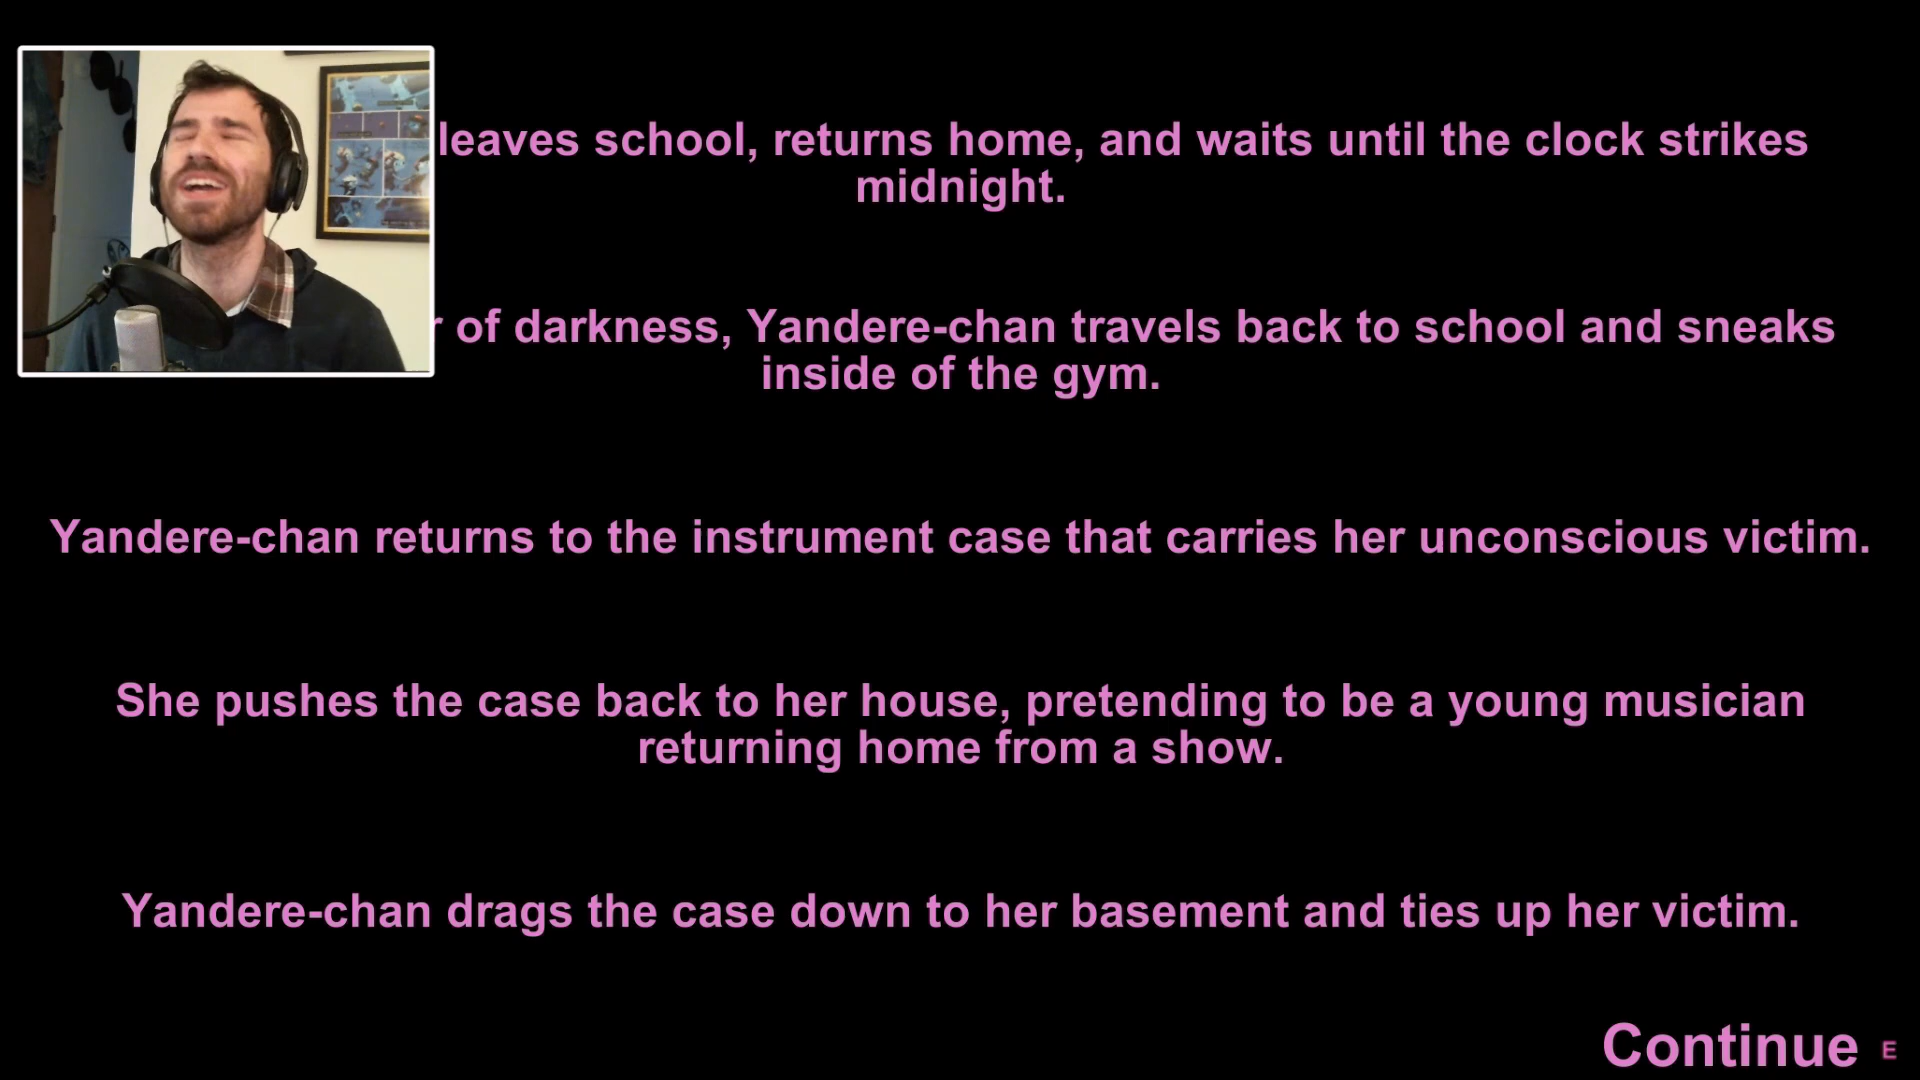 leaves school, returns home, and waits until the clock strikes
midnight.
of darkness, Yandere-chan travels back to school and sneaks
inside of the gym.
Yandere-chan returns to the instrument case that carries her unconscious victim.
She pushes the case back to her house, pretending to be a young musician
returning home from a show.
Yandere-chan drags the case down to her basement and ties up her victim.
Continue E